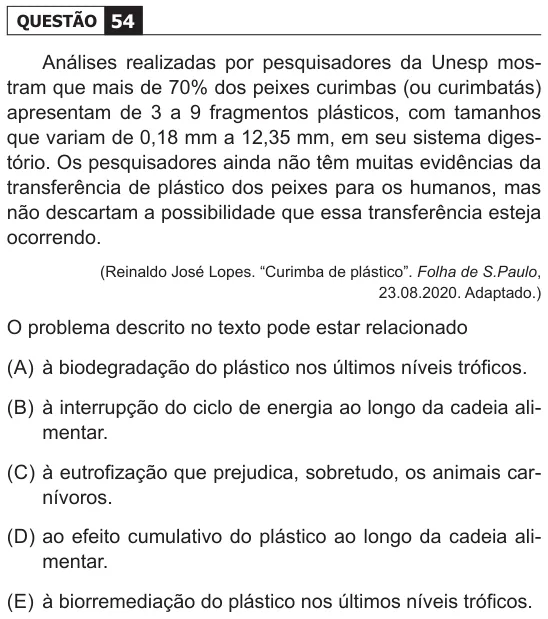 QUESTÃO 54
Análises realizadas por pesquisadores da Unesp mos-
tram que mais de 70% dos peixes curimbas (ou curimbatás)
apresentam de 3 a 9 fragmentos plásticos, com tamanhos
que variam de 0,18 mm a 12,35 mm, em seu sistema diges-
tório. Os pesquisadores ainda não têm muitas evidências da
transferência de plástico dos peixes para os humanos, mas
não descartam a possibilidade que essa transferência esteja
ocorrendo.
(Reinaldo José Lopes. “Curimba de plástico”. Folha de S.Paulo,
23.08.2020. Adaptado.)
O problema descrito no texto pode estar relacionado
(A) à biodegradação do plástico nos últimos níveis tróficos.
(B) à interrupção do ciclo de energia ao longo da cadeia ali-
mentar.
(C) à eutrofização que prejudica, sobretudo, os animais car-
nívoros.
(D) ao efeito cumulativo do plástico ao longo da cadeia ali-
mentar.
(E) à biorremediação do plástico nos últimos níveis tróficos.